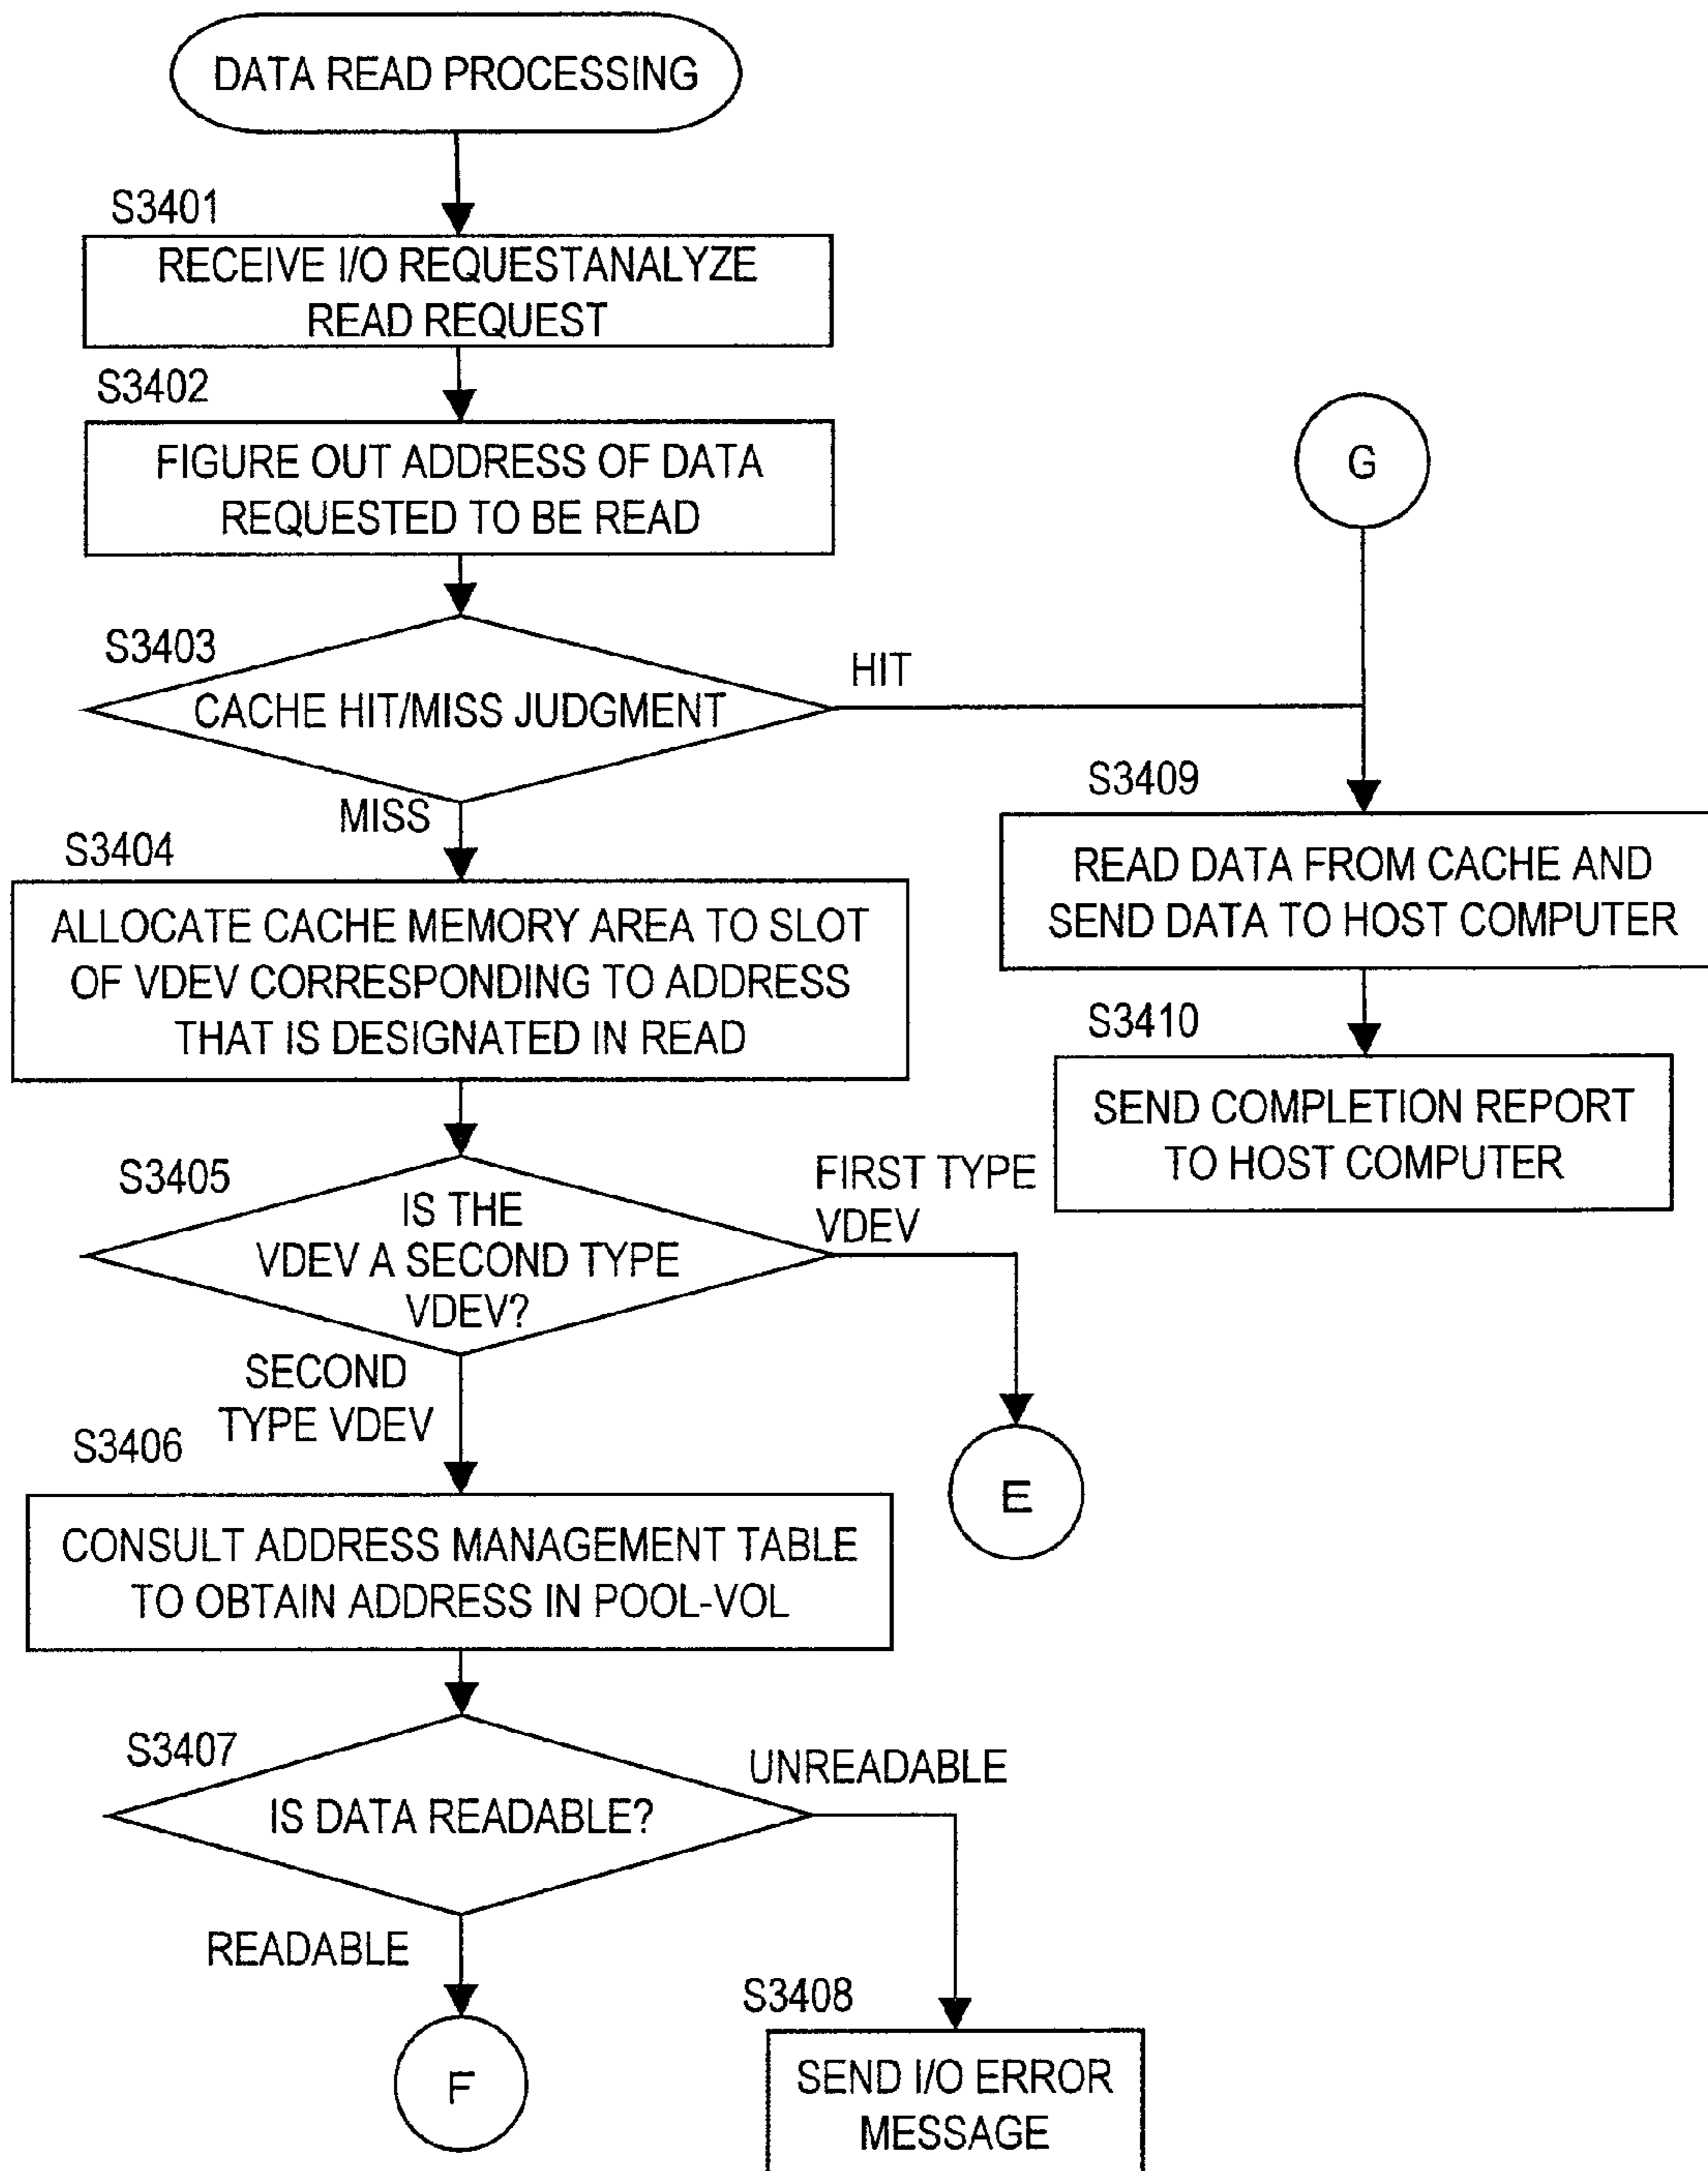 DATA READ PROCESSING
S3401
RECEIVE I/O REQUESTANALYZE
READ REQUEST
S3402
FIGURE OUT ADDRESS OF DATA
REQUESTED TO BE READ
G
S3403
CACHE HIT/MISS JUDGMENT
HIT
MISS
S3404
ALLOCATE CACHE MEMORY AREA TO SLOT
OF VDEV CORRESPONDING TO ADDRESS
THAT IS DESIGNATED IN READ
S3409
READ DATA FROM CACHE AND
SEND DATA TO HOST COMPUTER
S3410
SEND COMPLETION REPORT
TO HOST COMPUTER
S3405
IS THE
VDEV A SECOND TYPE
VDEV?
FIRST TYPE
VDEV
E
SECOND
TYPE VDEV
S3406
CONSULT ADDRESS MANAGEMENT TABLE
TO OBTAIN ADDRESS IN POOL-VOL
S3407
IS DATA READABLE?
UNREADABLE
READABLE
F
S3408
SEND I/O ERROR
MESSAGE